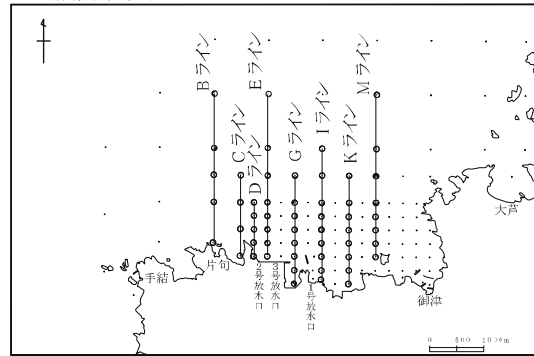 Bライン
Cライン
Dライン
Eライン
Gライン
Iライン
Kライン
Mライン
大芦
手結
片句
2号放水口
3号放水口
1号放水口
御津
0 500 1000m